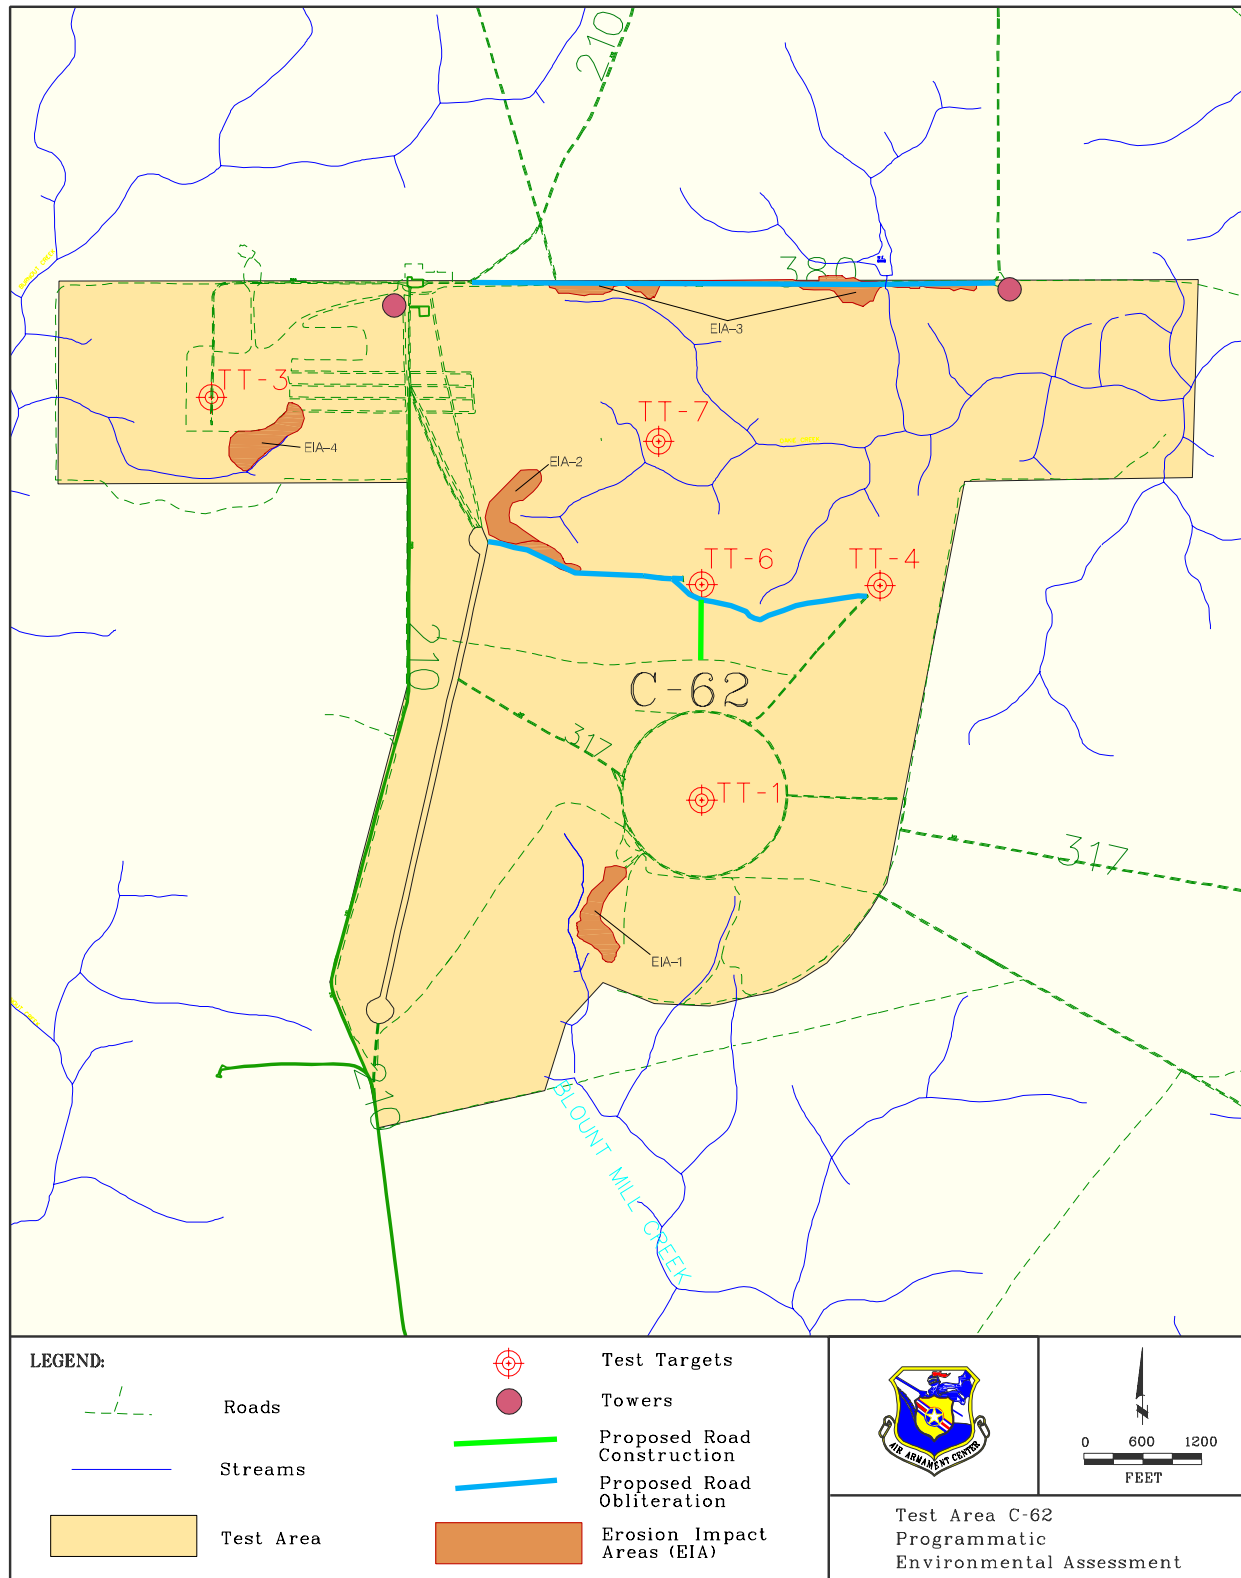 210
380
EIA-3
TT-3
TT-7
EIA-4
EIA-2
TT-6
TT-4
210
C-62
317
TT-1
317
EIA-1
210
BLOUNT MILL CREEK
LEGEND:
Roads
Streams
Test Area
Test Targets
Towers
Proposed Road
Construction
Proposed Road
Obliteration
Erosion Impact
Areas (EIA)
AIR ARMAMENT CENTER
N
0 600 1200
FEET
Test Area C-62
Programmatic
Environmental Assessment